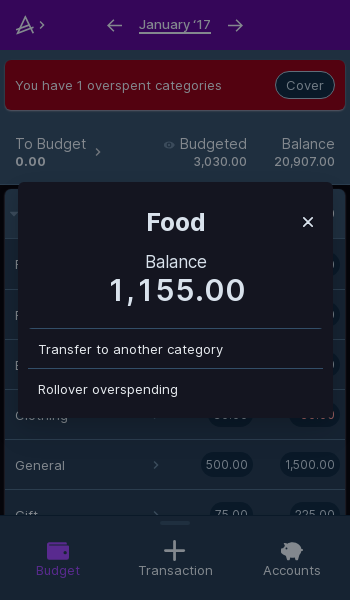 January ‘17
You have 1 overspent categories
Cover
To Budget
0.00
Budgeted
3,030.00
Balance
20,907.00
Food
Balance
1,155.00
Transfer to another category
Rollover overspending
Clothing
General 500.00 1,500.00
Gift 75.00 225.00
Budget
Transaction
Accounts